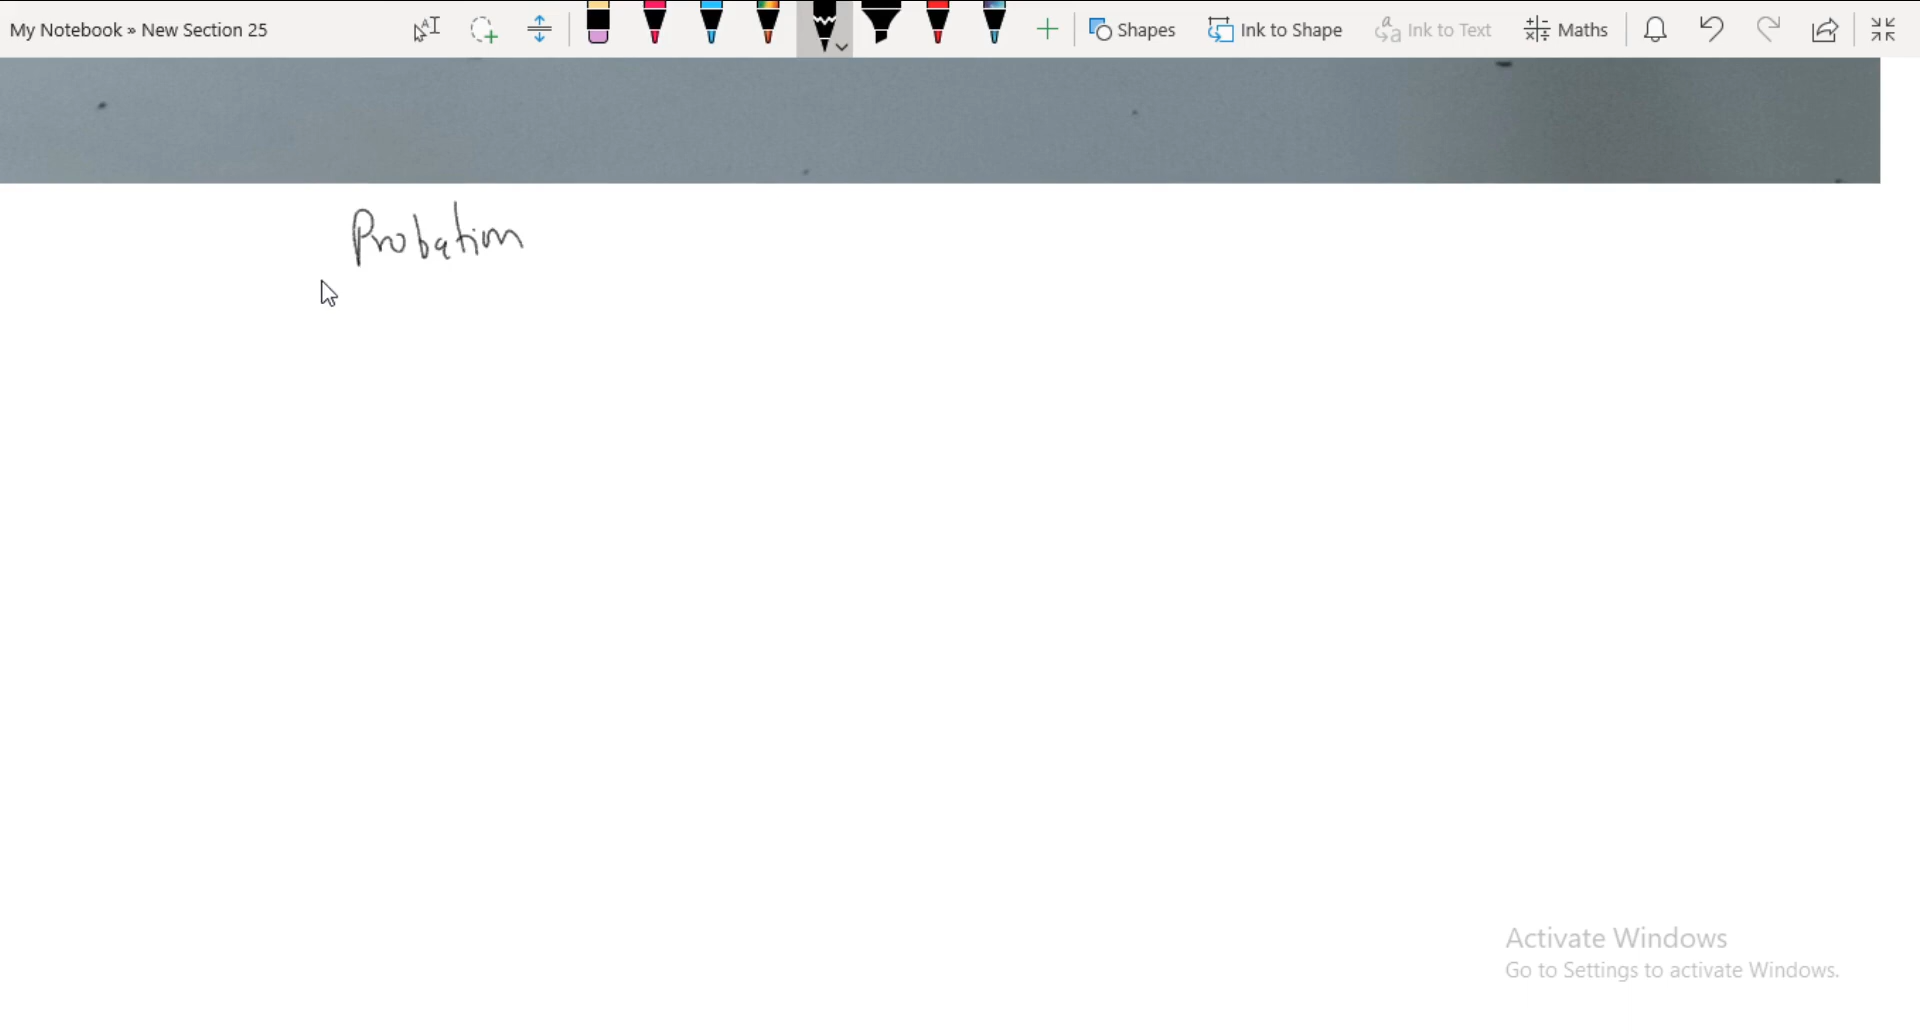 My Notebook » New Section 25
Shapes
Ink to Shape
Ink to Text
Maths
Probation
Activate Windows
Go to Settings to activate Windows.